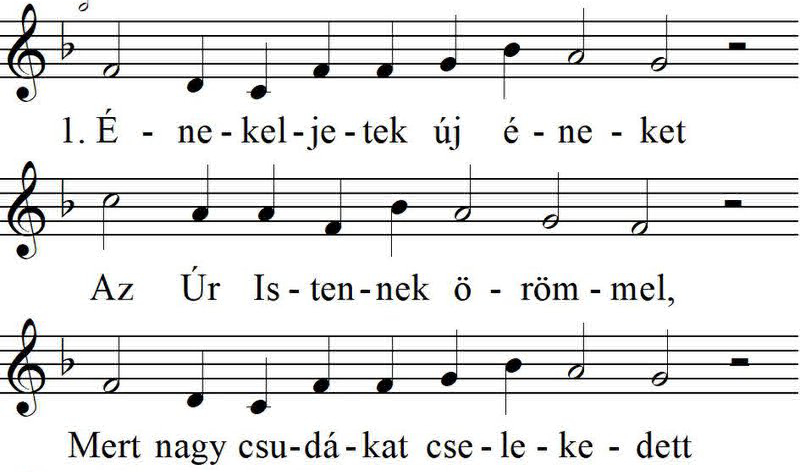 1. É - ne - kel - je - tek új é - ne - ket
Az Úr Is - ten - nek ö - röm - mel,
Mert nagy csu - dá - kat cse - le - ke - dett